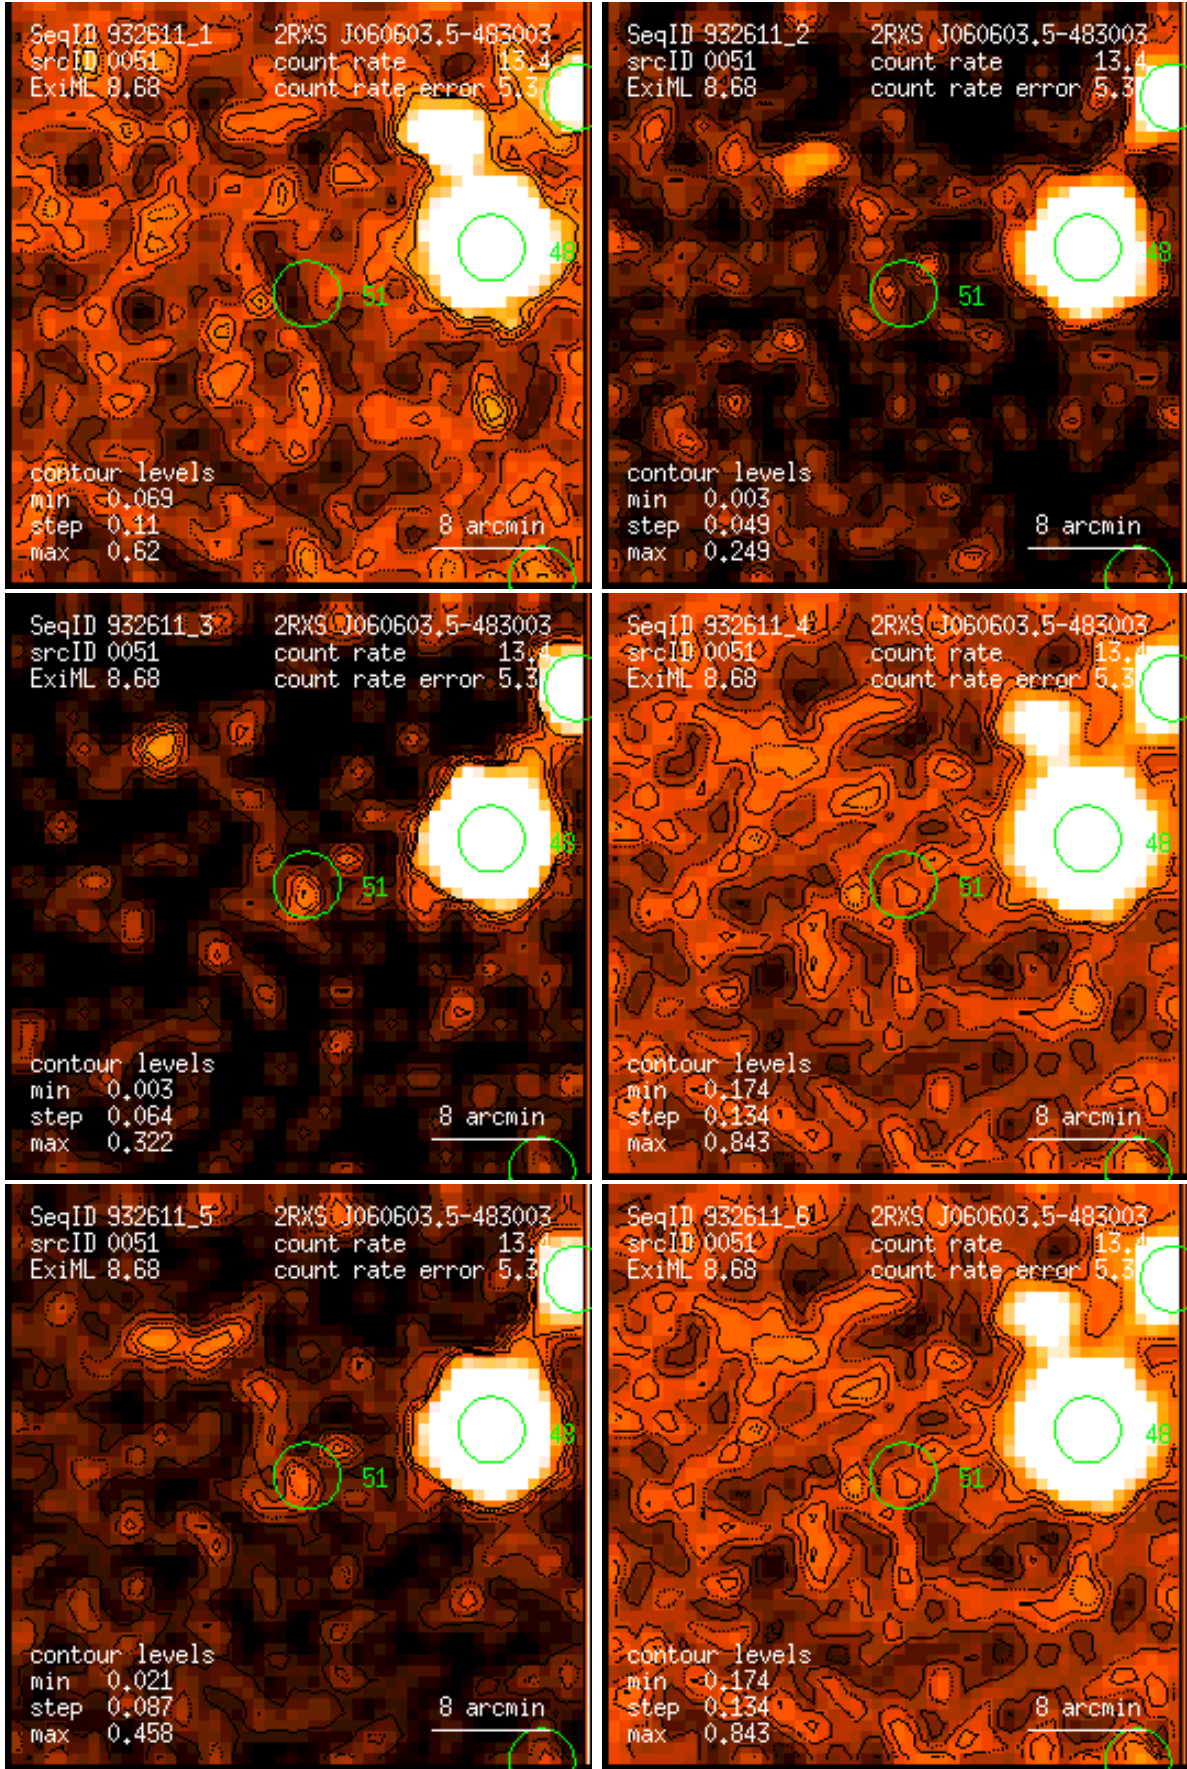 SeqID 932611_1 2RXS J060603.5-483003
srcID 0051 count rate 13.4
ExiML 8.68 count rate error 5.3
48
51
contour levels
min 0.069
step 0.11 8 arcmin
max 0.62
SeqID 932611_2 2RXS J060603.5-483003
srcID 0051 count rate 13.4
ExiML 8.68 count rate error 5.3
48
51
contour levels
min 0.003
step 0.049 8 arcmin
max 0.249
SeqID 932611_3 2RXS J060603.5-483003
srcID 0051 count rate 13.4
ExiML 8.68 count rate error 5.3
48
51
contour levels
min 0.003
step 0.064 8 arcmin
max 0.322
SeqID 932611_4 2RXS J060603.5-483003
srcID 0051 count rate 13.4
ExiML 8.68 count rate error 5.3
48
51
contour levels
min 0.174
step 0.134 8 arcmin
max 0.843
SeqID 932611_5 2RXS J060603.5-483003
srcID 0051 count rate 13.4
ExiML 8.68 count rate error 5.3
48
51
contour levels
min 0.021
step 0.087 8 arcmin
max 0.458
SeqID 932611_6 2RXS J060603.5-483003
srcID 0051 count rate 13.4
ExiML 8.68 count rate error 5.3
48
51
contour levels
min 0.174
step 0.134 8 arcmin
max 0.843